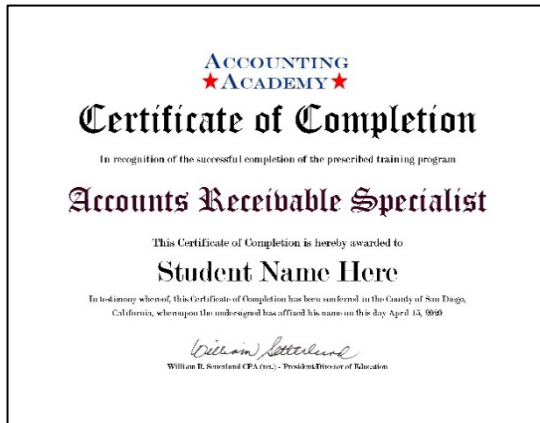 ACCOUNTING
★ACADEMY★
Certificate of Completion
In recognition of the successful completion of the prescribed training program
Accounts Receivable Specialist
This Certificate of Completion is hereby awarded to
Student Name Here
In testimony whereof, this Certificate of Completion has been conferred in the County of San Diego,
California, whereupon the undersigned has affixed his name on this day April 15,
William Setterlund
William R. Setterlund CPA (ret.) - President/Director of Education